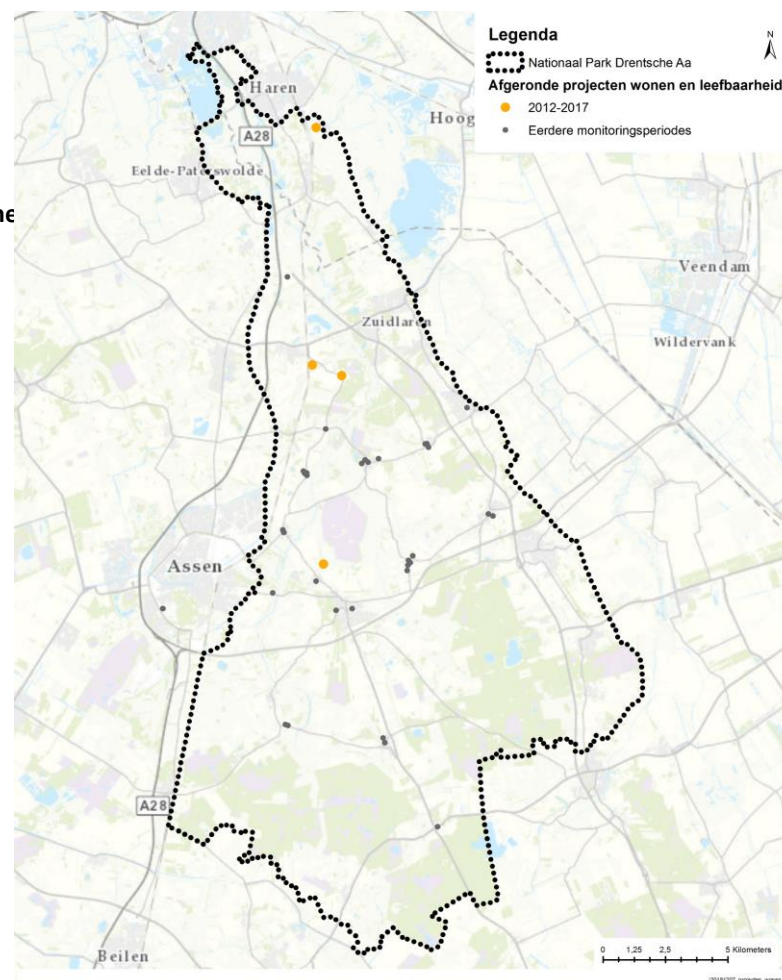 Legenda
N
Nationaal Park Drentsche Aa
Afgeronde projecten wonen en leefbaarheid
2012-2017
Eerdere monitoringsperiodes
Haren
Hoog
A28
Eelde-Paterswolde
ne
Veendam
Zuidlaren
Wildervank
Assen
A28
Beilen
0 1,25 2,5 5 Kilometers